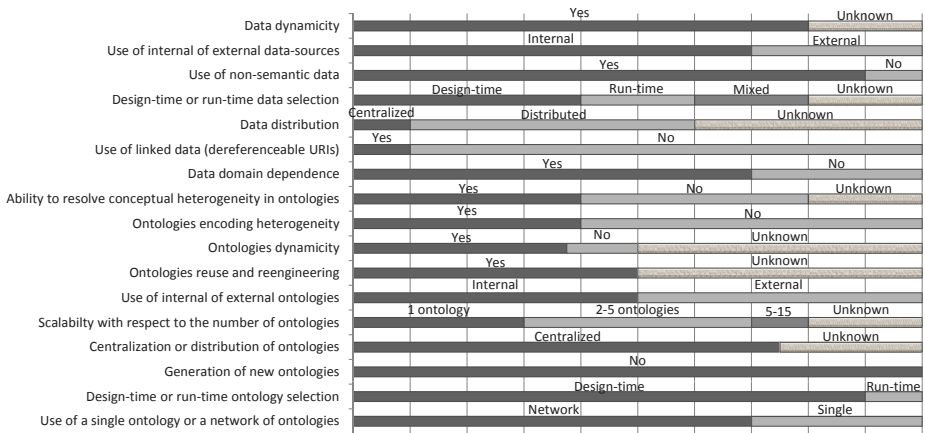 Yes Unknown
Data dynamicity
Internal External
Use of internal of external data-sources
Yes No
Use of non-semantic data
Design-time Run-time Mixed Unknown
Design-time or run-time data selection
Centralized Distributed Unknown
Data distribution
Yes No
Use of linked data (dereferenceable URIs)
Yes No
Data domain dependence
Yes No Unknown
Ability to resolve conceptual heterogeneity in ontologies
Yes No
Ontologies encoding heterogeneity
Yes No Unknown
Ontologies dynamicity
Yes Unknown
Ontologies reuse and reengineering
Internal External
Use of internal of external ontologies
1 ontology 2-5 ontologies 5-15 Unknown
Scalabilty with respect to the number of ontologies
Centralized Unknown
Centralization or distribution of ontologies
No
Generation of new ontologies
Design-time Run-time
Design-time or run-time ontology selection
Network Single
Use of a single ontology or a network of ontologies